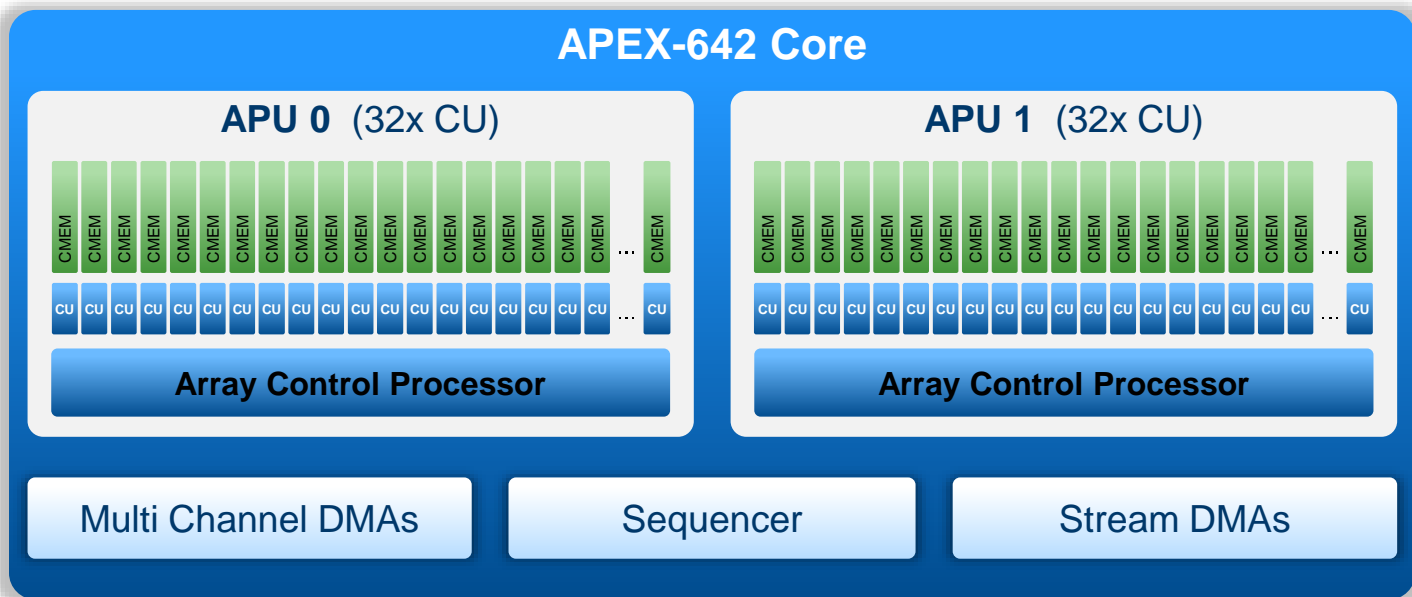 APEX-642 Core
APU 0 (32x CU)
CMEM CMEM CMEM CMEM CMEM CMEM CMEM CMEM CMEM CMEM CMEM CMEM CMEM CMEM CMEM CMEM CMEM CMEM CMEM ... CMEM
CU CU CU CU CU CU CU CU CU CU CU CU CU CU CU CU CU CU CU ... CU
Array Control Processor
APU 1 (32x CU)
CMEM CMEM CMEM CMEM CMEM CMEM CMEM CMEM CMEM CMEM CMEM CMEM CMEM CMEM CMEM CMEM CMEM CMEM CMEM ... CMEM
CU CU CU CU CU CU CU CU CU CU CU CU CU CU CU CU CU CU CU ... CU
Array Control Processor
Multi Channel DMAs
Sequencer
Stream DMAs